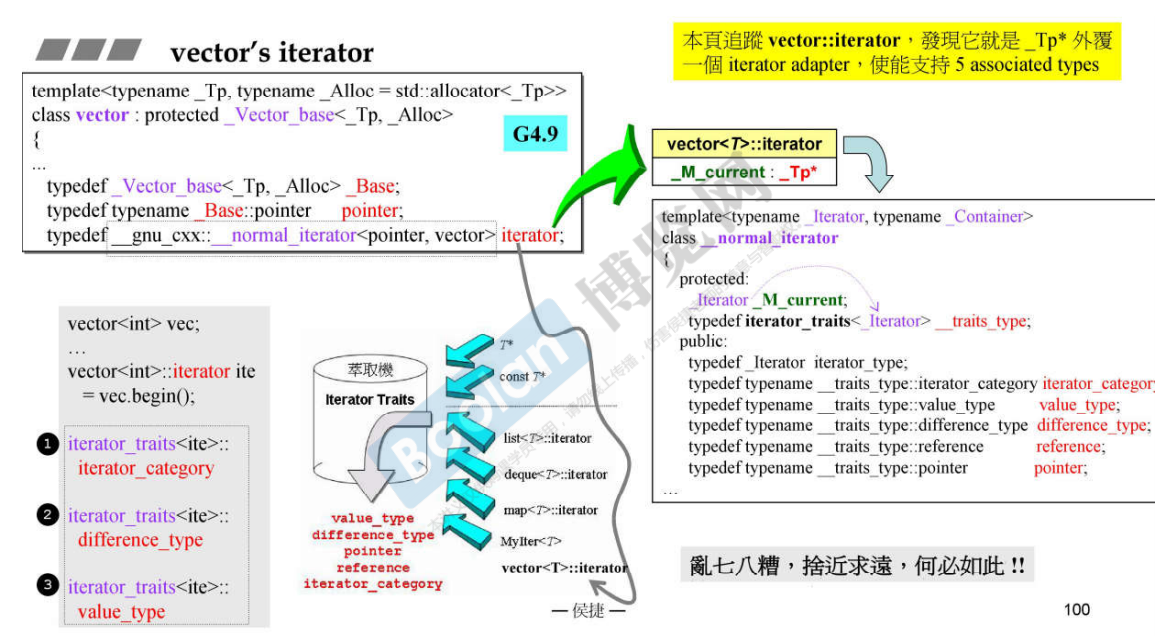 vector's iterator
本頁追蹤 vector::iterator，發現它就是 _Tp* 外覆
一個 iterator adapter，使能支持 5 associated types
template<typename _Tp, typename _Alloc = std::allocator<_Tp>>
class vector : protected _Vector_base<_Tp, _Alloc>
{
G4.9
...
typedef _Vector_base<_Tp, _Alloc> _Base;
typedef typename _Base::pointer pointer;
typedef __gnu_cxx::__normal_iterator<pointer, vector> iterator;
vector<T>::iterator
_M_current : _Tp*
template<typename _Iterator, typename _Container>
class __normal_iterator
{
protected:
_Iterator _M_current;
typedef iterator_traits<_Iterator> __traits_type;
public:
typedef _Iterator iterator_type;
typedef typename __traits_type::iterator_category iterator_category
typedef typename __traits_type::value_type value_type;
typedef typename __traits_type::difference_type difference_type;
typedef typename __traits_type::reference reference;
typedef typename __traits_type::pointer pointer;
...
vector<int> vec;
...
vector<int>::iterator ite
= vec.begin();
1 iterator_traits<ite>::
iterator_category
2 iterator_traits<ite>::
difference_type
3 iterator_traits<ite>::
value_type
萃取機
Iterator Traits
T*
const T*
list<T>::iterator
deque<T>::iterator
map<T>::iterator
MyIter<T>
vector<T>::iterator
value_type
difference_type
pointer
reference
iterator_category
亂七八糟，捨近求遠，何必如此 !!
— 侯捷 —
100
Boolan
博览网